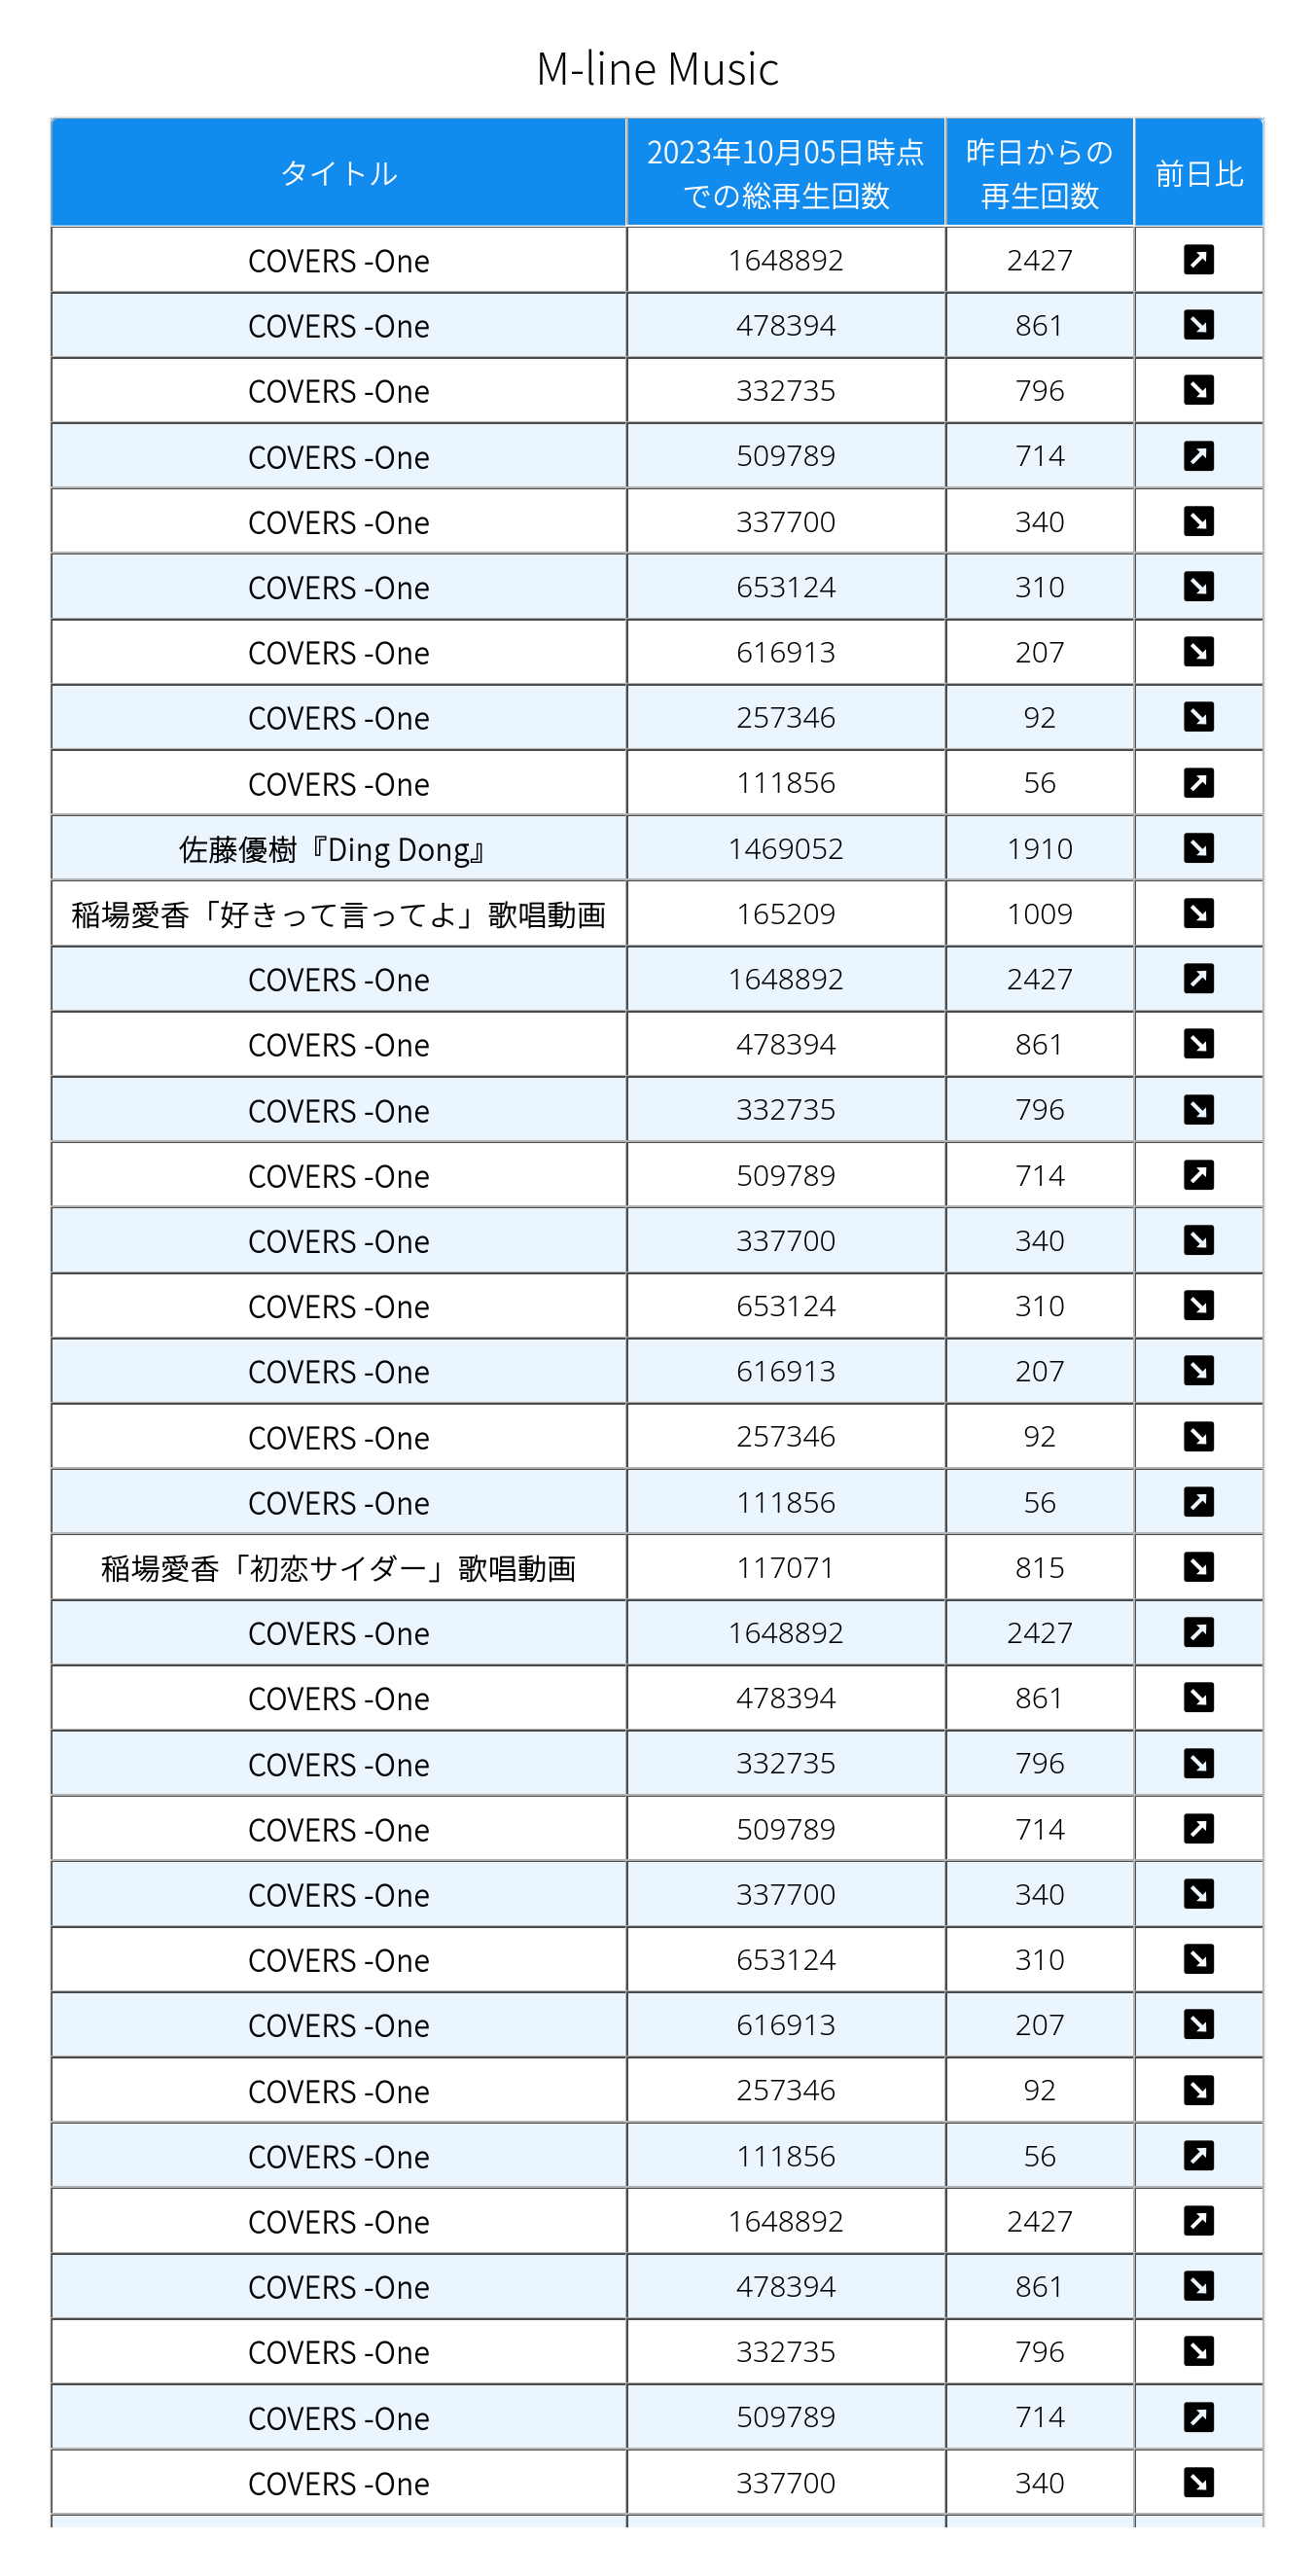 M-line Music
タイトル 2023年10月05日時点 昨日からの 前日比
での総再生回数 再生回数
COVERS -One 1648892 2427 ↗
COVERS -One 478394 861 ↘
COVERS -One 332735 796 ↘
COVERS -One 509789 714 ↗
COVERS -One 337700 340 ↘
COVERS -One 653124 310 ↘
COVERS -One 616913 207 ↘
COVERS -One 257346 92 ↘
COVERS -One 111856 56 ↗
佐藤優樹『Ding Dong』 1469052 1910 ↘
稲場愛香「好きって言ってよ」歌唱動画 165209 1009 ↘
COVERS -One 1648892 2427 ↗
COVERS -One 478394 861 ↘
COVERS -One 332735 796 ↘
COVERS -One 509789 714 ↗
COVERS -One 337700 340 ↘
COVERS -One 653124 310 ↘
COVERS -One 616913 207 ↘
COVERS -One 257346 92 ↘
COVERS -One 111856 56 ↗
稲場愛香「初恋サイダー」歌唱動画 117071 815 ↘
COVERS -One 1648892 2427 ↗
COVERS -One 478394 861 ↘
COVERS -One 332735 796 ↘
COVERS -One 509789 714 ↗
COVERS -One 337700 340 ↘
COVERS -One 653124 310 ↘
COVERS -One 616913 207 ↘
COVERS -One 257346 92 ↘
COVERS -One 111856 56 ↗
COVERS -One 1648892 2427 ↗
COVERS -One 478394 861 ↘
COVERS -One 332735 796 ↘
COVERS -One 509789 714 ↗
COVERS -One 337700 340 ↘